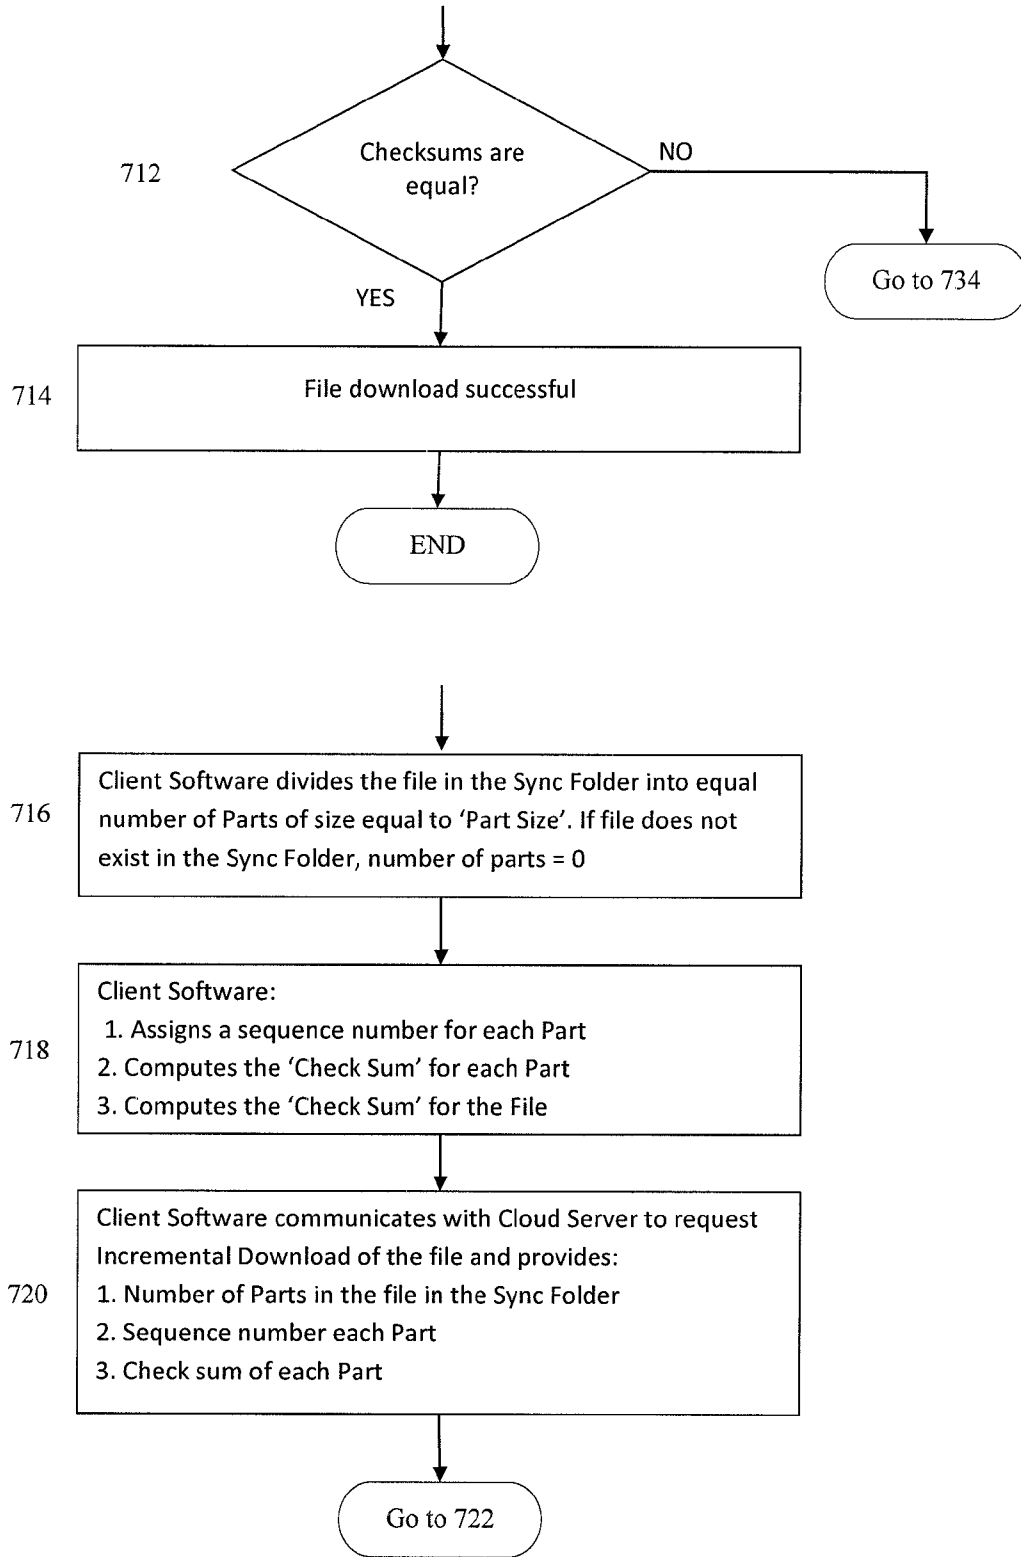 712
Checksums are
equal?
NO
Go to 734
YES
714
File download successful
END
716
Client Software divides the file in the Sync Folder into equal
number of Parts of size equal to ‘Part Size’. If file does not
exist in the Sync Folder, number of parts = 0
718
Client Software:
1. Assigns a sequence number for each Part
2. Computes the ‘Check Sum’ for each Part
3. Computes the ‘Check Sum’ for the File
720
Client Software communicates with Cloud Server to request
Incremental Download of the file and provides:
1. Number of Parts in the file in the Sync Folder
2. Sequence number each Part
3. Check sum of each Part
Go to 722